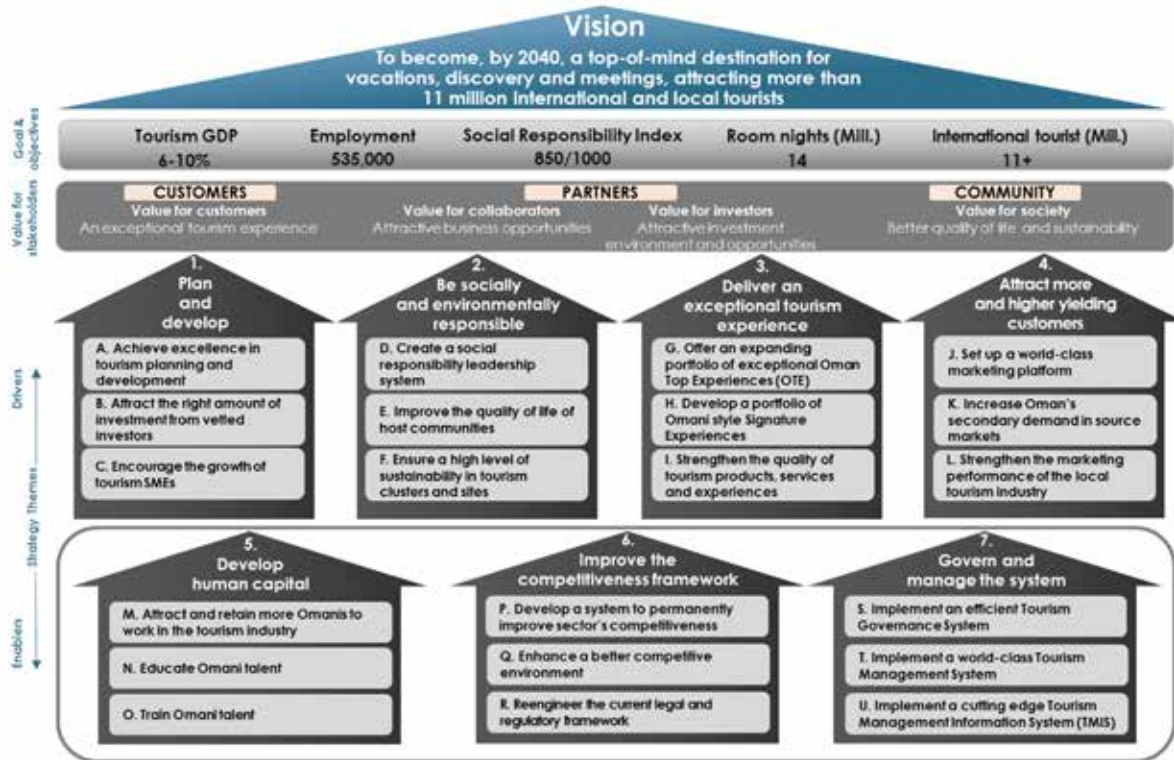 Vision
To become, by 2040, a top-of-mind destination for
vacations, discovery and meetings, attracting more than
11 million international and local tourists
Goal &
objectives
Tourism GDP
6-10%
Employment
535,000
Social Responsibility Index
850/1000
Room nights (Mill.)
14
International tourist (Mill.)
11+
Value for
stakeholders
CUSTOMERS
Value for customers
An exceptional tourism experience
PARTNERS
Value for collaborators
Attractive business opportunities
Value for investors
Attractive investment
environment and opportunities
COMMUNITY
Value for society
Better quality of life and sustainability
Strategy Themes
Drivers
1.
Plan
and
develop
A. Achieve excellence in
tourism planning and
development
B. Attract the right amount of
investment from vetted
investors
C. Encourage the growth of
tourism SMEs
2.
Be socially
and environmentally
responsible
D. Create a social
responsibility leadership
system
E. Improve the quality of life of
host communities
F. Ensure a high level of
sustainability in tourism
clusters and sites
3.
Deliver an
exceptional tourism
experience
G. Offer an expanding
portfolio of exceptional Oman
Top Experiences (OTE)
H. Develop a portfolio of
Omani style Signature
Experiences
I. Strengthen the quality of
tourism products, services
and experiences
4.
Attract more
and higher yielding
customers
J. Set up a world-class
marketing platform
K. Increase Oman's
secondary demand in source
markets
L. Strengthen the marketing
performance of the local
tourism industry
Enablers
5.
Develop
human capital
M. Attract and retain more Omanis to
work in the tourism industry
N. Educate Omani talent
O. Train Omani talent
6.
Improve the
competitiveness framework
P. Develop a system to permanently
improve sector's competitiveness
Q. Enhance a better competitive
environment
R. Reengineer the current legal and
regulatory framework
7.
Govern and
manage the system
S. Implement an efficient Tourism
Governance System
T. Implement a world-class Tourism
Management System
U. Implement a cutting edge Tourism
Management Information System (TMIS)